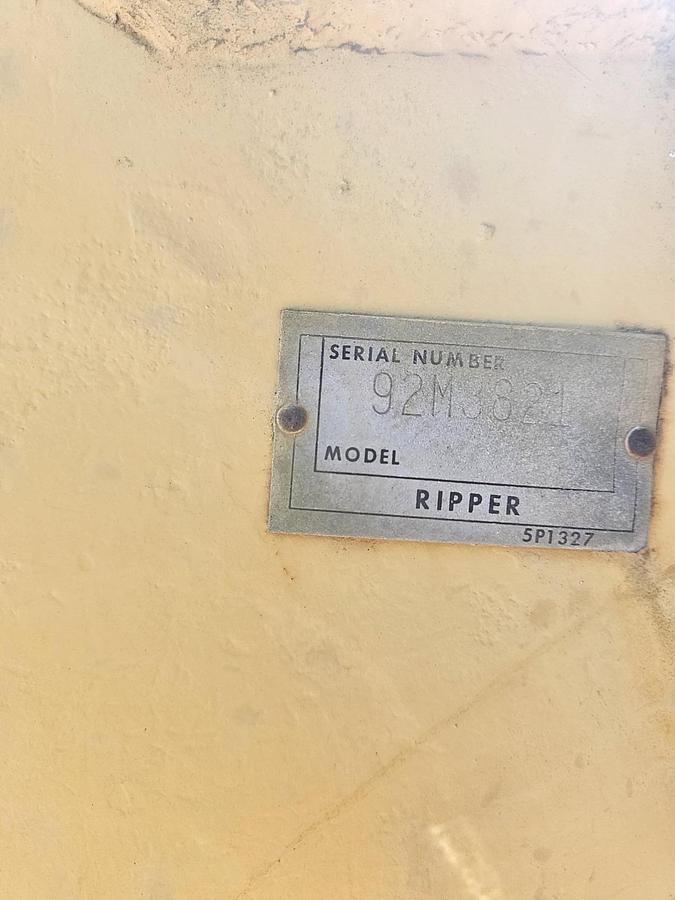 SERIAL NUMBER
92M3821
MODEL
RIPPER
5P1327